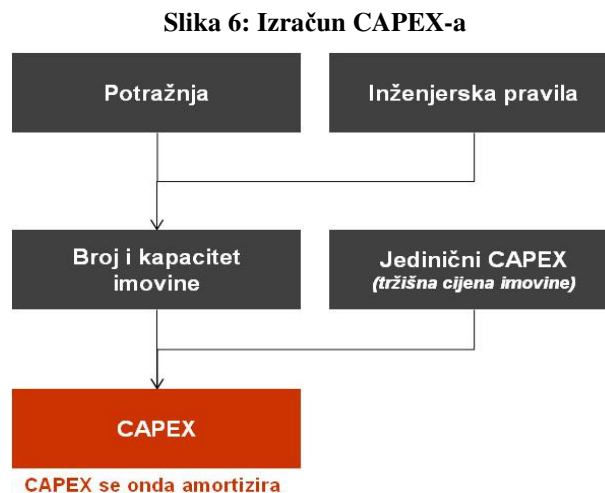 Slika 6: Izračun CAPEX-a
Potražnja
Inženjerska pravila
Broj i kapacitet
imovine
Jedinični CAPEX
(tržišna cijena imovine)
CAPEX
CAPEX se onda amortizira